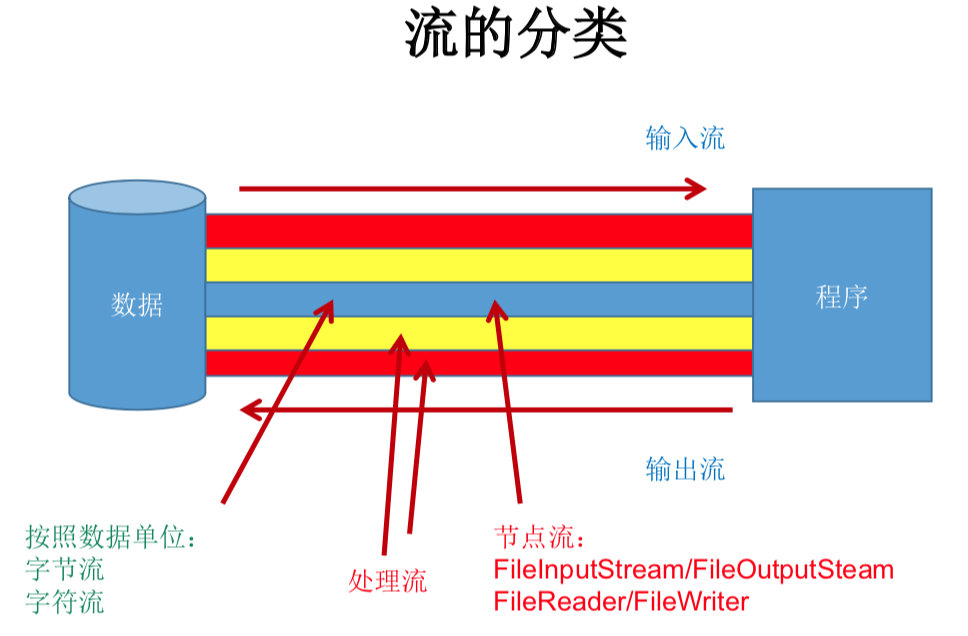 流的分类
输入流
数据
程序
输出流
按照数据单位：
字节流
字符流
处理流
节点流：
FileInputStream/FileOutputSteam
FileReader/FileWriter